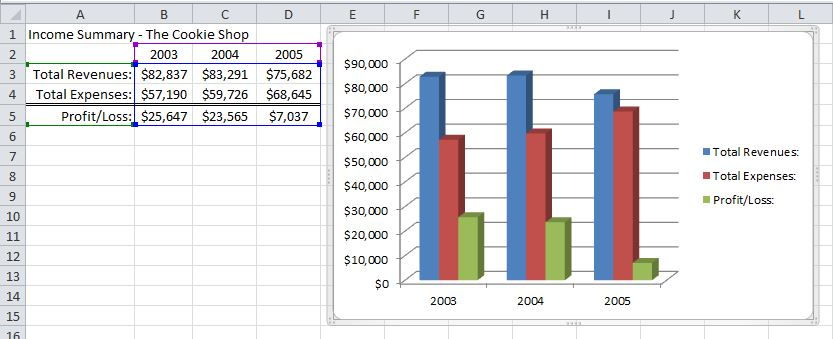 A B C D E F G H I J K L
1 Income Summary - The Cookie Shop
2 2003 2004 2005
3 Total Revenues: $82,837 $83,291 $75,682
4 Total Expenses: $57,190 $59,726 $68,645
5 Profit/Loss: $25,647 $23,565 $7,037
6
7
8
9
10
11
12
13
14
15
16
$90,000
$80,000
$70,000
$60,000
$50,000
$40,000
$30,000
$20,000
$10,000
$0
2003 2004 2005
Total Revenues:
Total Expenses:
Profit/Loss: